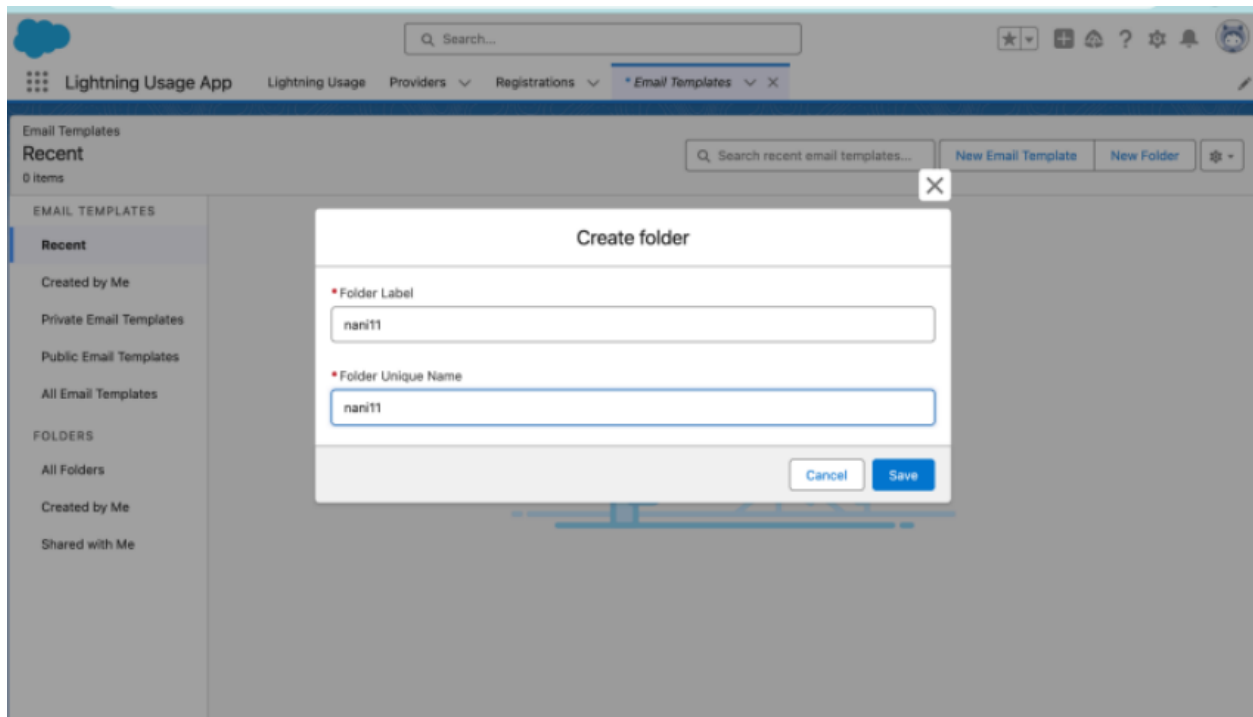 Search...
Lightning Usage App Lightning Usage Providers Registrations * Email Templates
Email Templates
Recent
0 items
Search recent email templates... New Email Template New Folder
EMAIL TEMPLATES
Recent
Created by Me
Private Email Templates
Public Email Templates
All Email Templates
FOLDERS
All Folders
Created by Me
Shared with Me
Create folder
* Folder Label
nani11
* Folder Unique Name
nani11
Cancel Save